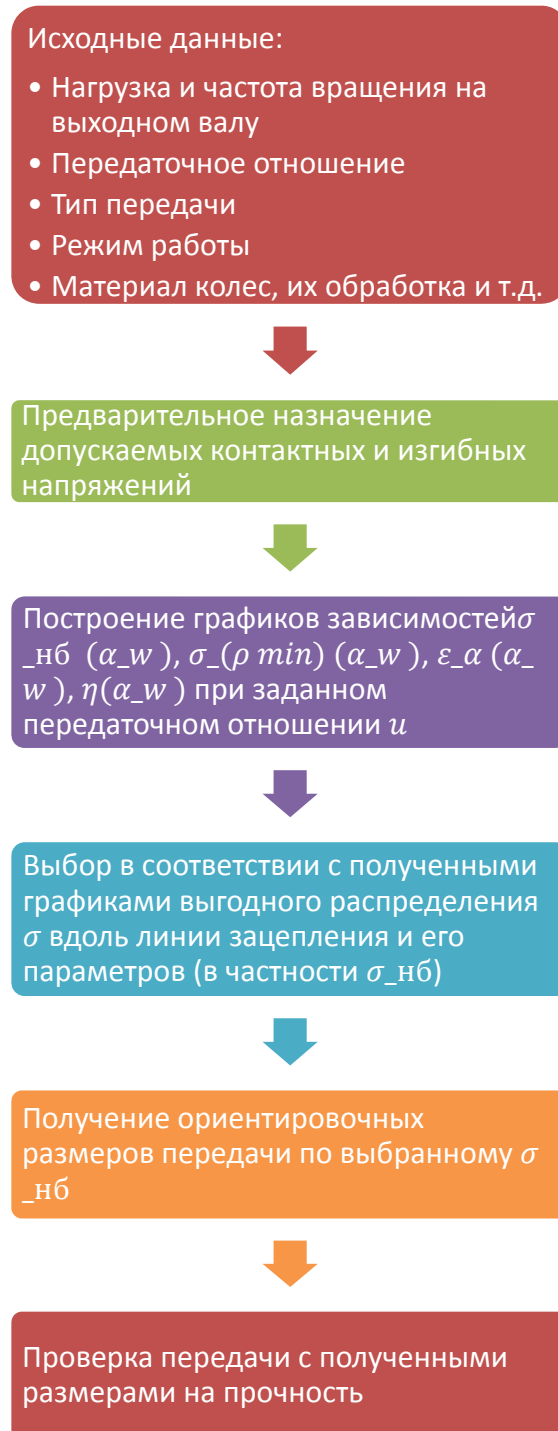 Исходные данные:
• Нагрузка и частота вращения на
выходном валу
• Передаточное отношение
• Тип передачи
• Режим работы
• Материал колес, их обработка и т.д.
Предварительное назначение
допускаемых контактных и изгибных
напряжений
Построение графиков зависимостей𝜎
_нб (𝛼_𝑤 ), 𝜎_(𝜌 𝑚𝑖𝑛) (𝛼_𝑤 ), 𝜀_𝛼 (𝛼_
𝑤 ), 𝜂(𝛼_𝑤 ) при заданном
передаточном отношении 𝑢
Выбор в соответствии с полученными
графиками выгодного распределения
𝜎 вдоль линии зацепления и его
параметров (в частности 𝜎_нб)
Получение ориентировочных
размеров передачи по выбранному 𝜎
_нб
Проверка передачи с полученными
размерами на прочность